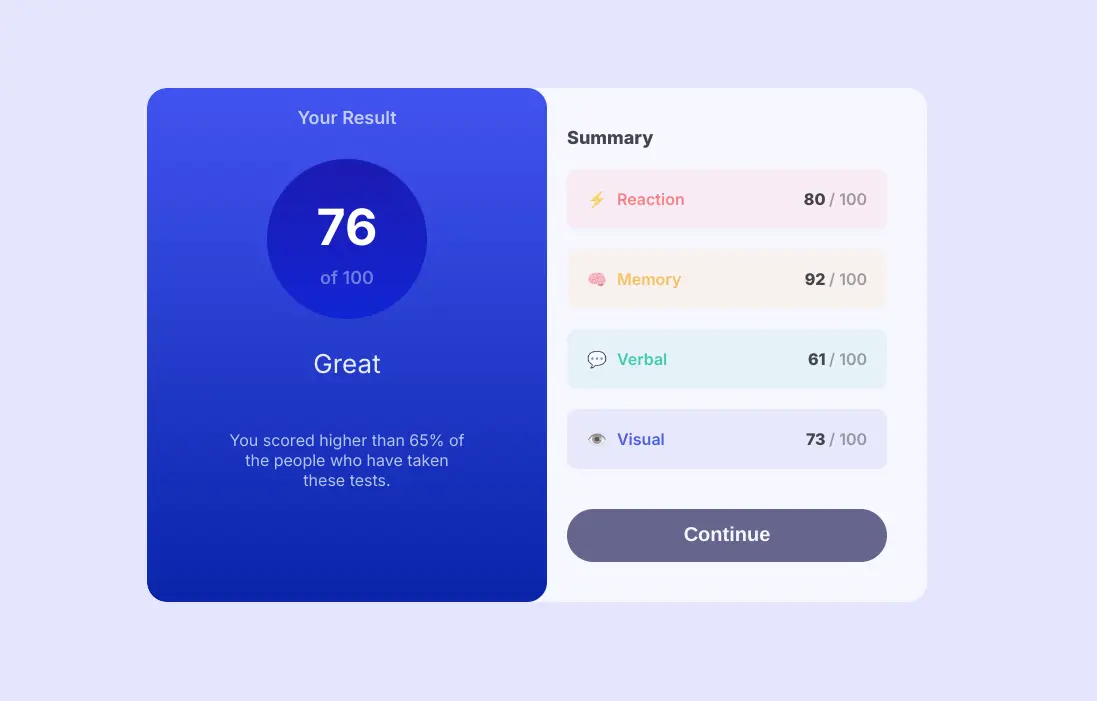 Your Result
76
of 100
Great
You scored higher than 65% of
the people who have taken
these tests.
Summary
Reaction 80 / 100
Memory 92 / 100
Verbal 61 / 100
Visual 73 / 100
Continue